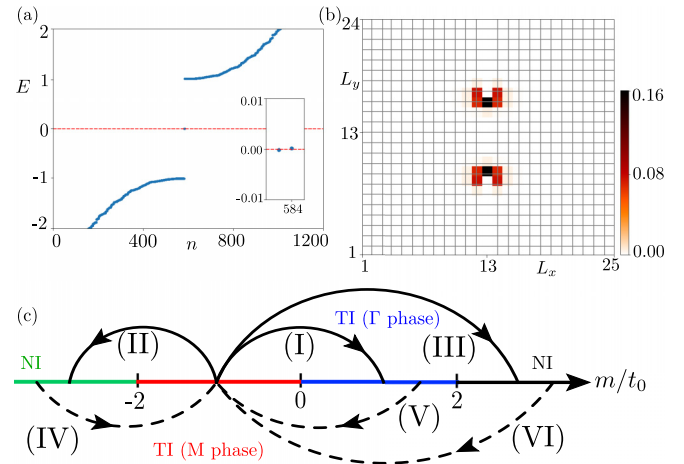 (a)
2
E
1
0
-1
-2
0
400
n
800
1200
0.01
0.00
-0.01
584
(b)
24
L_y
13
1
1
13
L_x
25
0.16
0.08
0.00
(c)
TI (Γ phase)
(II)
(I)
(III)
NI
NI
-2
0
2
m/t_0
(IV)
(V)
(VI)
TI (M phase)